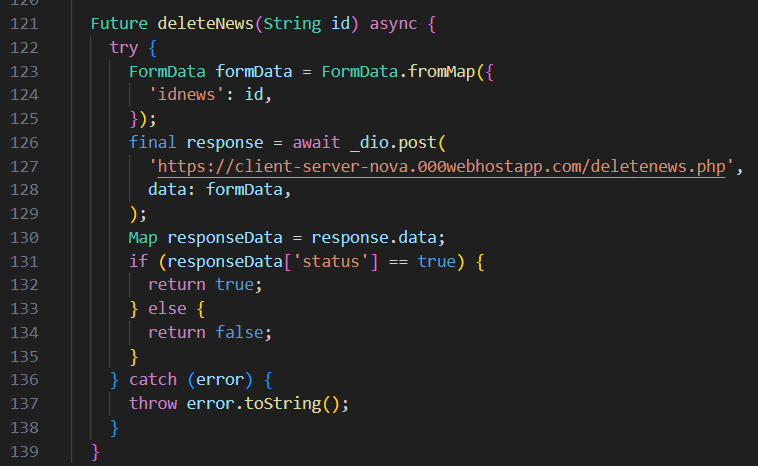 121 Future deleteNews(String id) async {
122 try {
123 FormData formData = FormData.fromMap({
124 'idnews': id,
125 });
126 final response = await _dio.post(
127 'https://client-server-nova.000webhostapp.com/deletenews.php',
128 data: formData,
129 );
130 Map responseData = response.data;
131 if (responseData['status'] == true) {
132 return true;
133 } else {
134 return false;
135 }
136 } catch (error) {
137 throw error.toString();
138 }
139 }